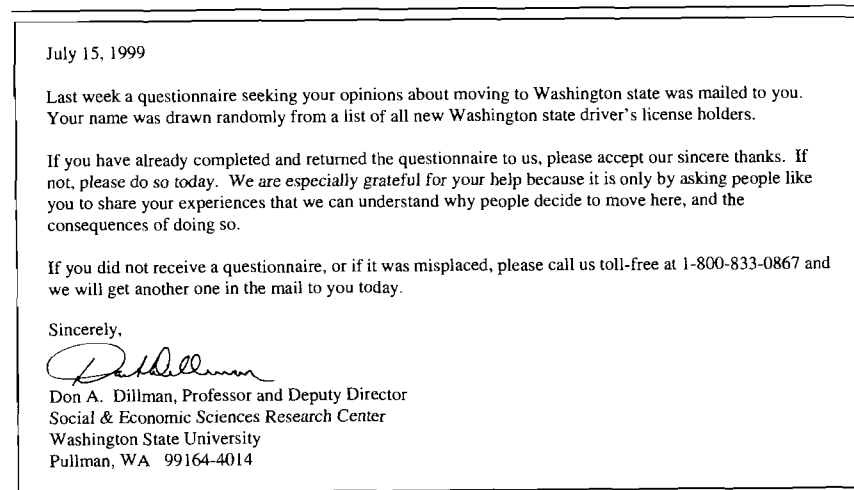 July 15, 1999
Last week a questionnaire seeking your opinions about moving to Washington state was mailed to you.
Your name was drawn randomly from a list of all new Washington state driver's license holders.
If you have already completed and returned the questionnaire to us, please accept our sincere thanks. If
not, please do so today. We are especially grateful for your help because it is only by asking people like
you to share your experiences that we can understand why people decide to move here, and the
consequences of doing so.
If you did not receive a questionnaire, or if it was misplaced, please call us toll-free at 1-800-833-0867 and
we will get another one in the mail to you today.
Sincerely,
Don A. Dillman, Professor and Deputy Director
Social & Economic Sciences Research Center
Washington State University
Pullman, WA 99164-4014